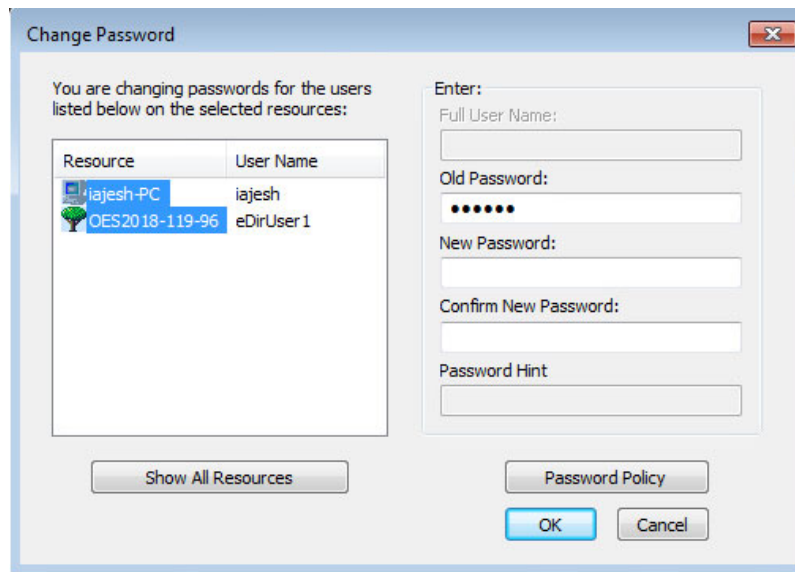 Change Password
You are changing passwords for the users
listed below on the selected resources:
Resource User Name
iajesh-PC iajesh
OES2018-119-96 eDirUser1
Show All Resources
Enter:
Full User Name:
Old Password:
●●●●●●
New Password:
Confirm New Password:
Password Hint
Password Policy
OK Cancel